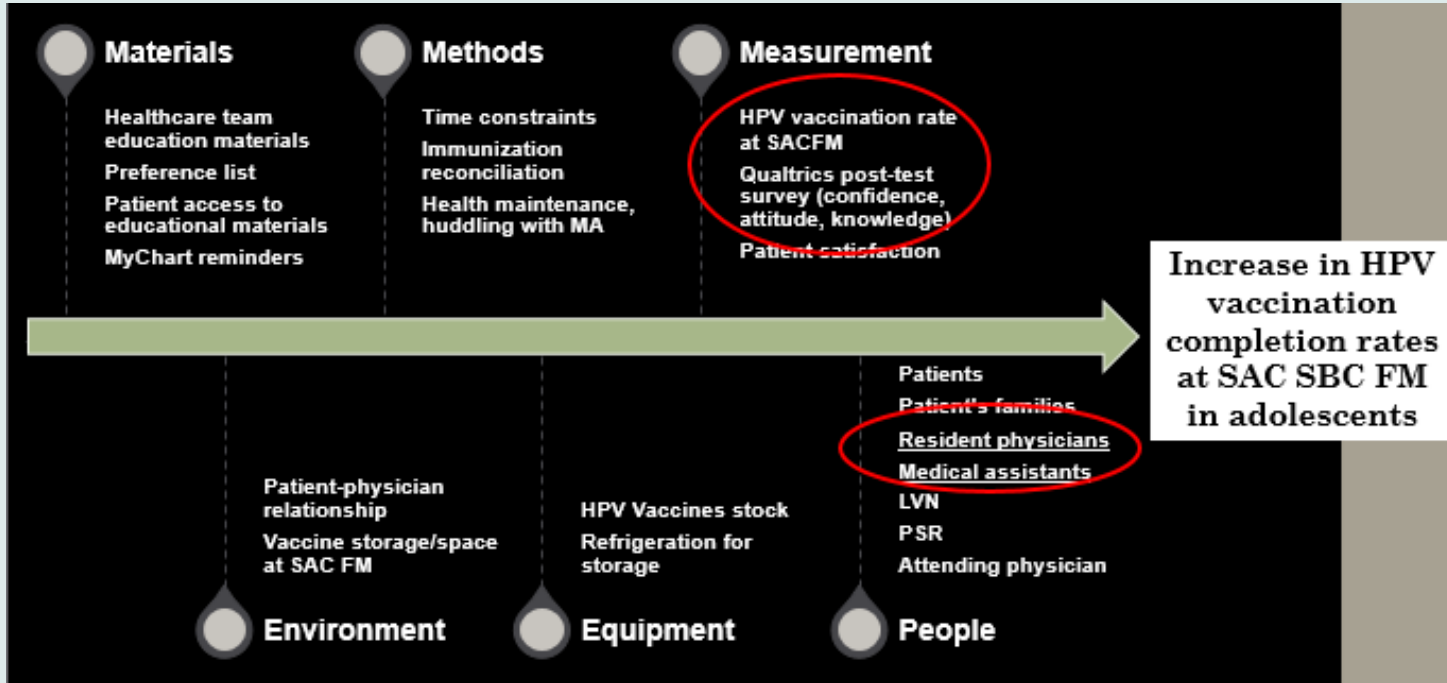 Materials
Healthcare team
education materials
Preference list
Patient access to
educational materials
MyChart reminders
Methods
Time constraints
Immunization
reconciliation
Health maintenance,
huddling with MA
Measurement
HPV vaccination rate
at SACFM
Qualtrics post-test
survey (confidence,
attitude, knowledge)
Patient satisfaction
Increase in HPV
vaccination
completion rates
at SAC SBC FM
in adolescents
Patient-physician
relationship
Vaccine storage/space
at SAC FM
Environment
HPV Vaccines stock
Refrigeration for
storage
Equipment
Patients
Patient's families
Resident physicians
Medical assistants
LVN
PSR
Attending physician
People